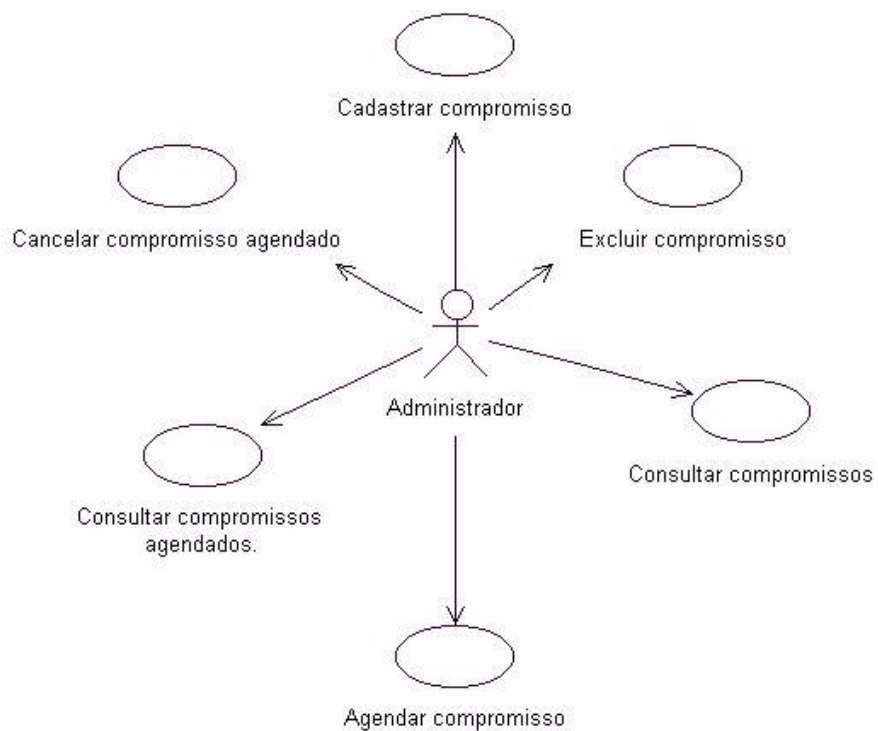 Cadastrar compromisso
Cancelar compromisso agendado
Excluir compromisso
Administrador
Consultar compromissos
Consultar compromissos
agendados.
Agendar compromisso